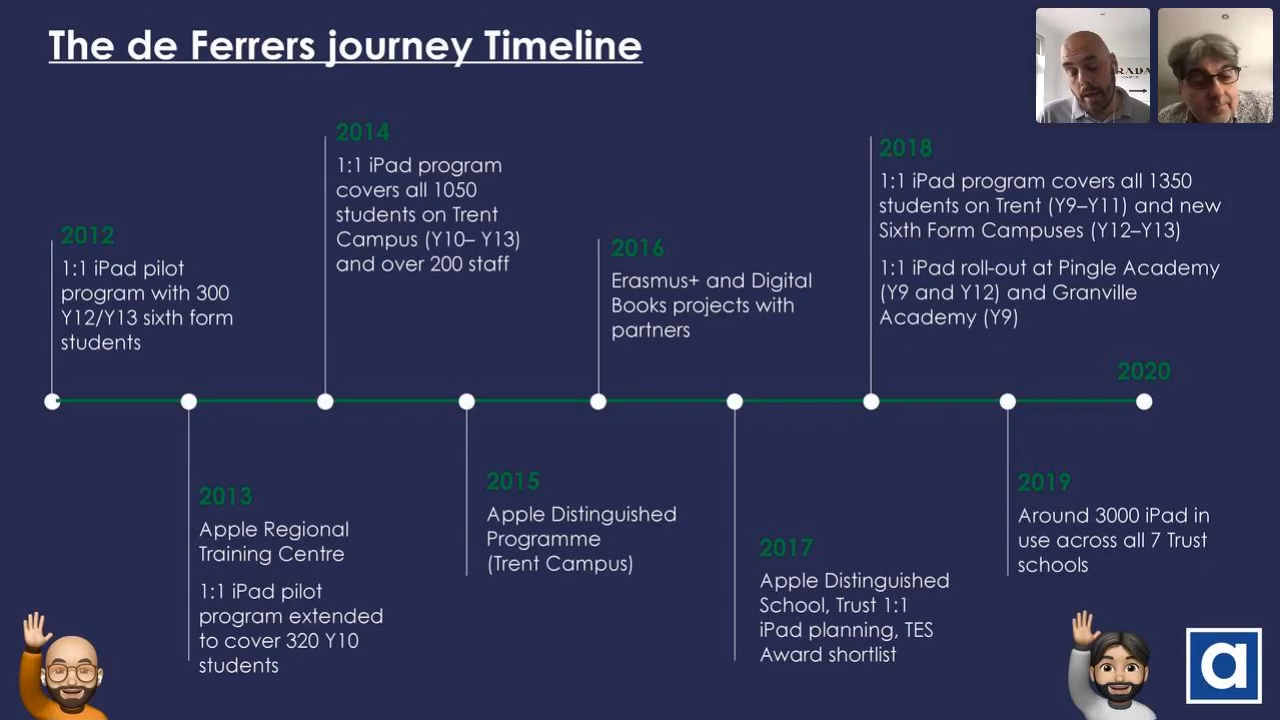 The de Ferrers journey Timeline
2012
1:1 iPad pilot
program with 300
Y12/Y13 sixth form
students
2013
Apple Regional
Training Centre
1:1 iPad pilot
program extended
to cover 320 Y10
students
2014
1:1 iPad program
covers all 1050
students on Trent
Campus (Y10– Y13)
and over 200 staff
2015
Apple Distinguished
Programme
(Trent Campus)
2016
Erasmus+ and Digital
Books projects with
partners
2017
Apple Distinguished
School, Trust 1:1
iPad planning, TES
Award shortlist
2018
1:1 iPad program covers all 1350
students on Trent (Y9–Y11) and new
Sixth Form Campuses (Y12–Y13)
1:1 iPad roll-out at Pingle Academy
(Y9 and Y12) and Granville
Academy (Y9)
2019
Around 3000 iPad in
use across all 7 Trust
schools
2020
a